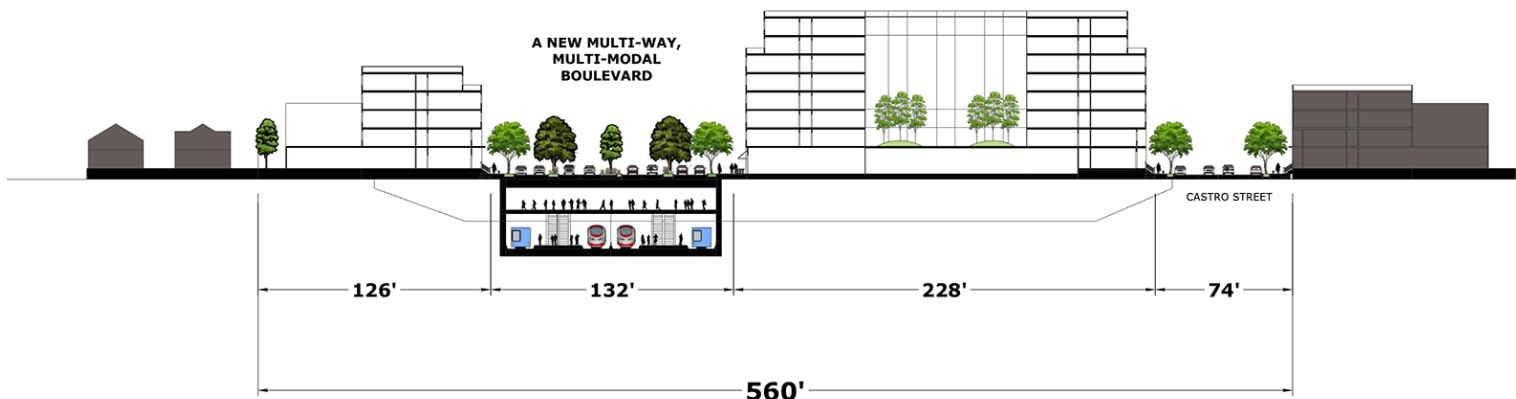 A NEW MULTI-WAY,
MULTI-MODAL
BOULEVARD
CASTRO STREET
126'
132'
228'
74'
560'